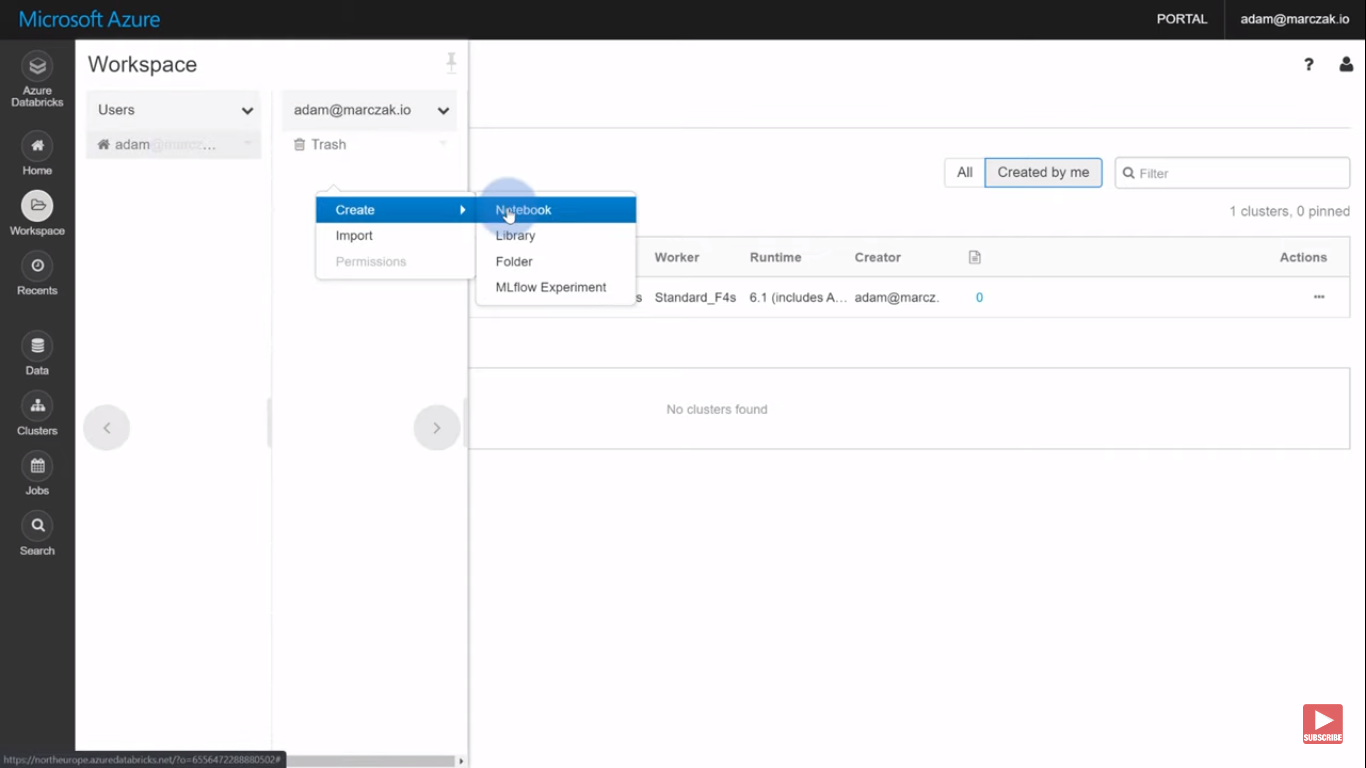 Microsoft Azure
PORTAL
adam@marczak.io
Azure
Databricks
Home
Workspace
Recents
Data
Clusters
Jobs
Search
Workspace
Users
adam@marcz...
adam@marczak.io
Trash
Create
Import
Permissions
Notebook
Library
Folder
MLflow Experiment
?
All
Created by me
Filter
1 clusters, 0 pinned
Worker
Runtime
Creator
Actions
s
Standard_F4s
6.1 (includes A...
adam@marcz.
0
No clusters found
SUBSCRIBE